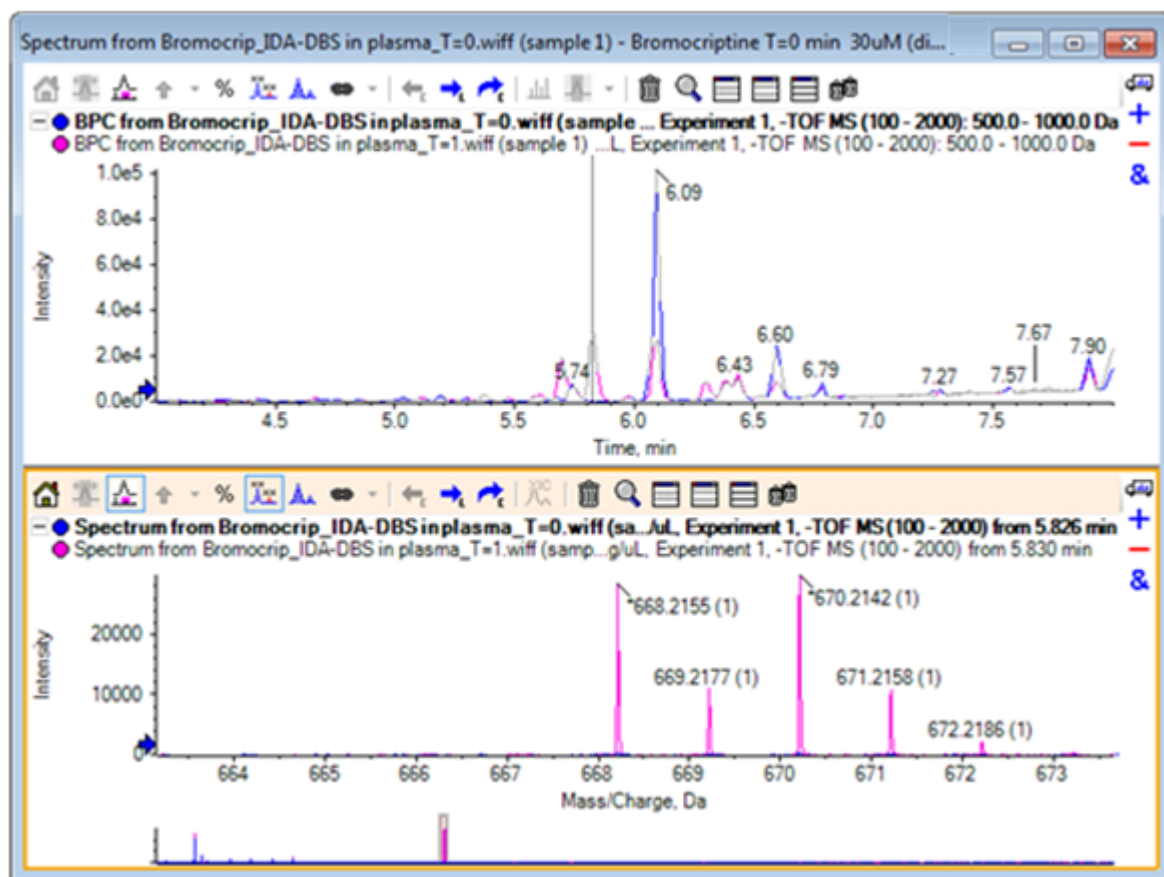 Spectrum from Bromocrip_IDA-DBS in plasma_T=0.wiff (sample 1) - Bromocriptine T=0 min 30uM (di...
%
BPC from Bromocrip_IDA-DBS in plasma_T=0.wiff (sample ... Experiment 1, -TOF MS (100 - 2000): 500.0 - 1000.0 Da
BPC from Bromocrip_IDA-DBS in plasma_T=1.wiff (sample 1) ...L, Experiment 1, -TOF MS (100 - 2000): 500.0 - 1000.0 Da
+
−
&
Intensity
1.0e5
8.0e4
6.0e4
4.0e4
2.0e4
0.0e0
5.74
6.09
6.43
6.60
6.79
7.27
7.57
7.67
7.90
4.5 5.0 5.5 6.0 6.5 7.0 7.5
Time, min
%
Spectrum from Bromocrip_IDA-DBS in plasma_T=0.wiff (sa.../uL, Experiment 1, -TOF MS (100 - 2000) from 5.826 min
Spectrum from Bromocrip_IDA-DBS in plasma_T=1.wiff (samp...g/uL, Experiment 1, -TOF MS (100 - 2000) from 5.830 min
+
−
&
Intensity
20000
10000
0
*668.2155 (1)
669.2177 (1)
*670.2142 (1)
671.2158 (1)
672.2186 (1)
664 665 666 667 668 669 670 671 672 673
Mass/Charge, Da